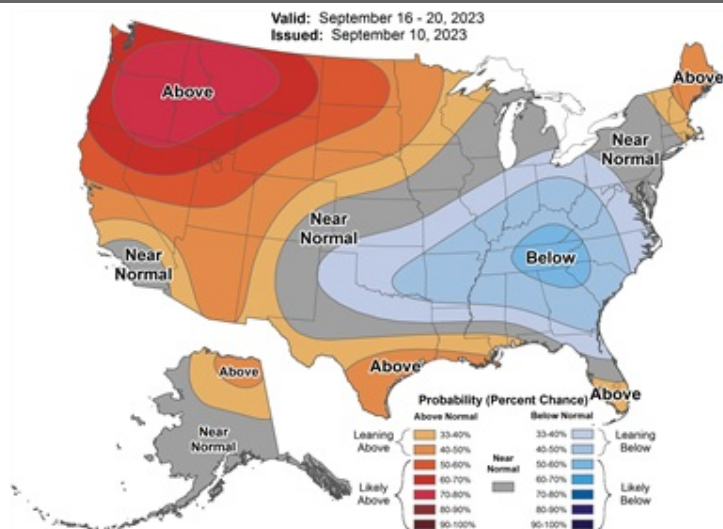 Valid: September 16 - 20, 2023
Issued: September 10, 2023
Above
Above
Near
Normal
Near
Normal
Near
Normal
Below
Above
Above
Above
Near
Normal
Probability (Percent Chance)
Above Normal
Below Normal
Leaning
Above
33-40%
40-50%
Likely
Above
50-60%
60-70%
70-80%
80-90%
90-100%
Near
Normal
33-40%
40-50%
Leaning
Below
50-60%
60-70%
70-80%
80-90%
90-100%
Likely
Below